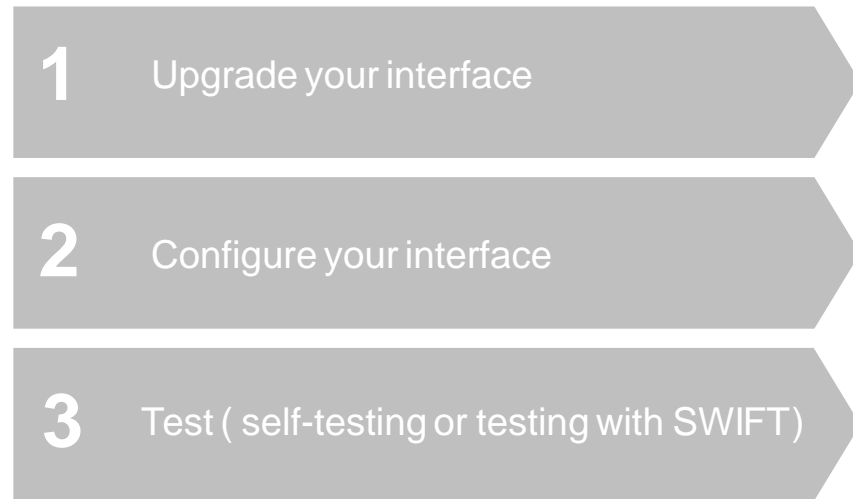 1 Upgrade your interface
2 Configure your interface
3 Test ( self-testing or testing with SWIFT)